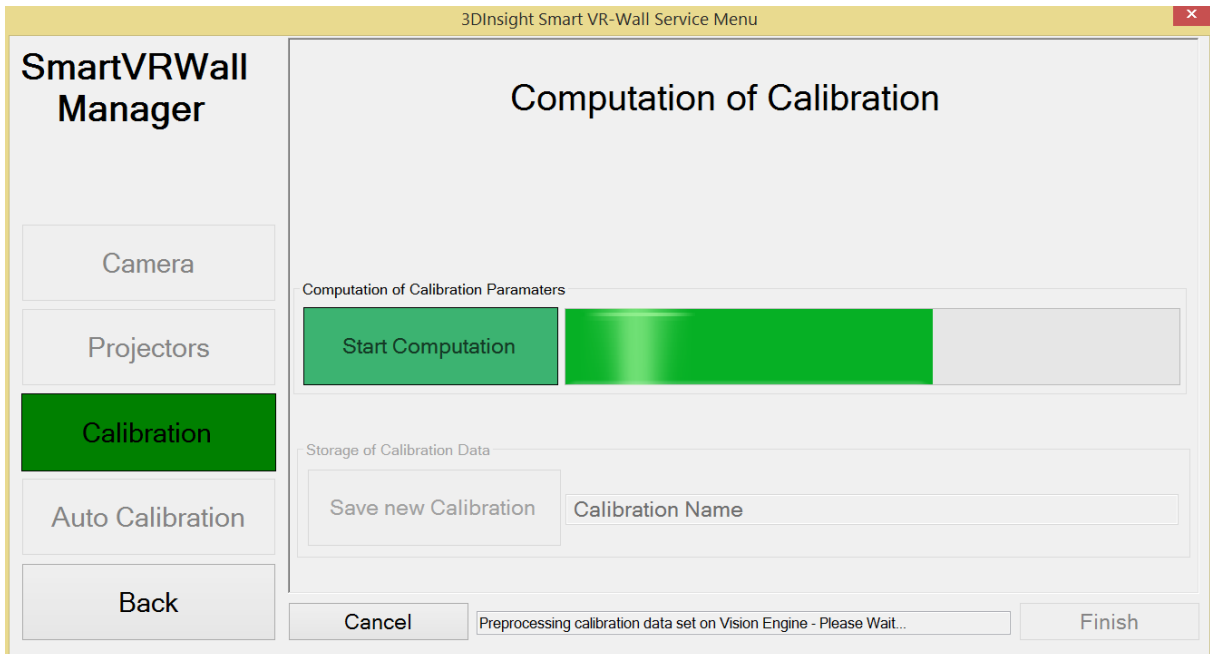 3DInsight Smart VR-Wall Service Menu
SmartVRWall
Manager
Camera
Projectors
Calibration
Auto Calibration
Back
Computation of Calibration
Computation of Calibration Paramaters
Start Computation
Storage of Calibration Data
Save new Calibration
Calibration Name
Cancel
Preprocessing calibration data set on Vision Engine - Please Wait...
Finish